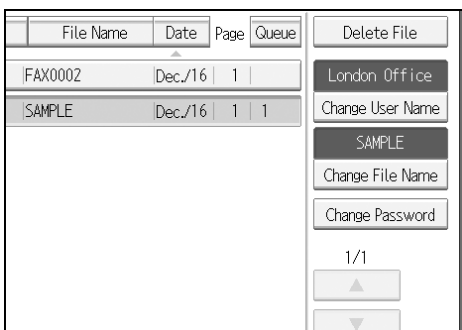 File Name Date Page Queue
FAX0002 Dec./16 1
SAMPLE Dec./16 1 1
Delete File
London Office
Change User Name
SAMPLE
Change File Name
Change Password
1/1